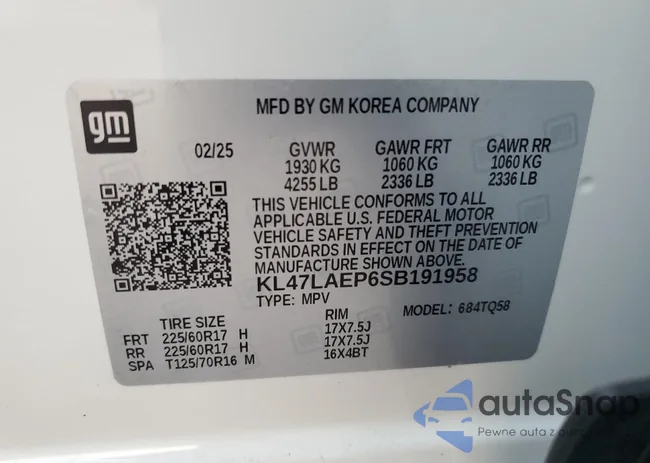 gm
MFD BY GM KOREA COMPANY
02/25 GVWR GAWR FRT GAWR RR
1930 KG 1060 KG 1060 KG
4255 LB 2336 LB 2336 LB
THIS VEHICLE CONFORMS TO ALL
APPLICABLE U.S. FEDERAL MOTOR
VEHICLE SAFETY AND THEFT PREVENTION
STANDARDS IN EFFECT ON THE DATE OF
MANUFACTURE SHOWN ABOVE.
KL47LAEP6SB191958
TYPE: MPV MODEL: 684TQ58
TIRE SIZE RIM
FRT 225/60R17 H 17X7.5J
RR 225/60R17 H 17X7.5J
SPA T125/70R16 M 16X4BT
autoSnap
Pewne auta z